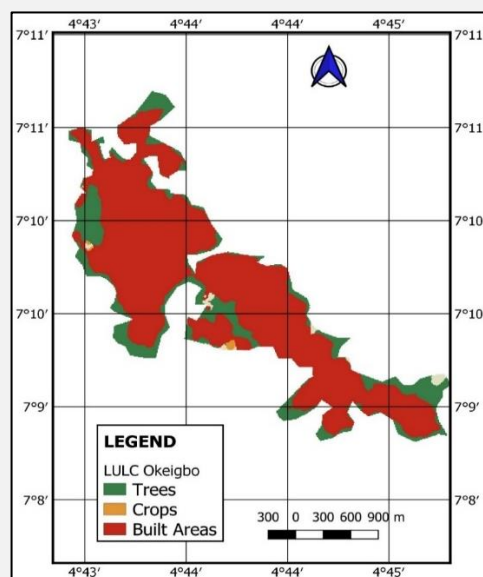 4°43' 4°44' 4°44' 4°45'
7°11' 7°11'
7°11' 7°11'
7°10' 7°10'
7°10' 7°10'
7°9' 7°9'
7°8' 7°8'
LEGEND
LULC Okeigbo
Trees
Crops
Built Areas
300 0 300 600 900 m
4°43' 4°44' 4°44' 4°45'